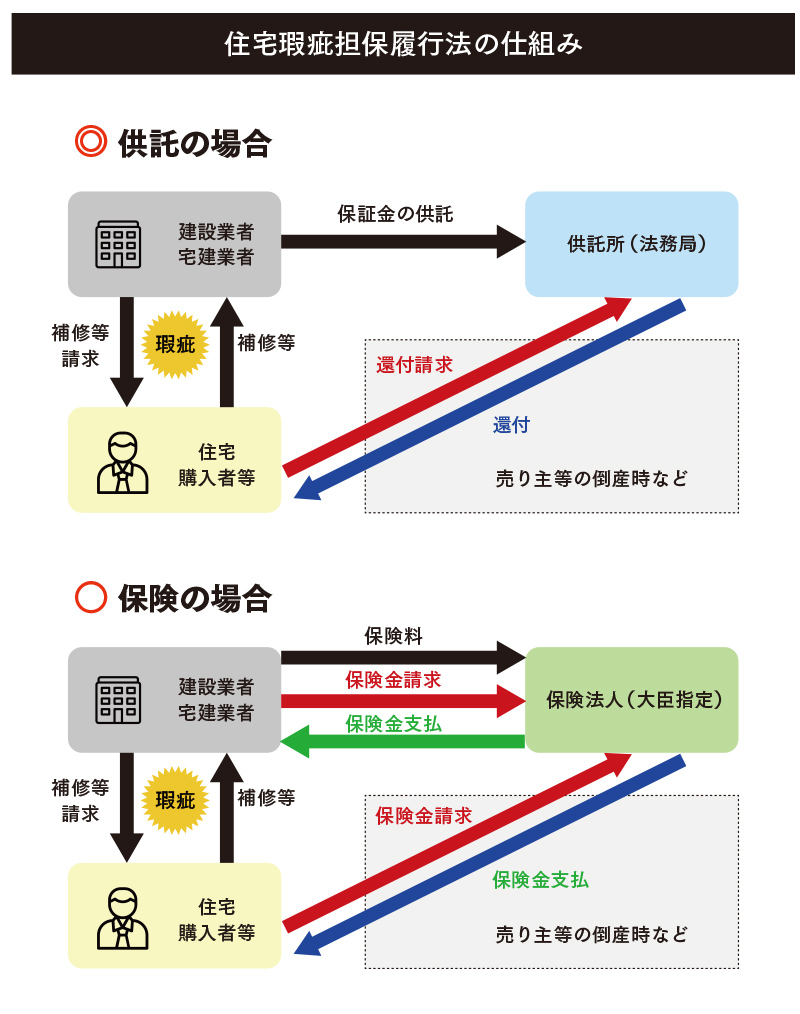 住宅瑕疵担保履行法の仕組み
供託の場合
建設業者
宅建業者
保証金の供託
供託所（法務局）
補修等
請求
瑕疵
補修等
還付請求
還付
売り主等の倒産時など
住宅
購入者等
保険の場合
建設業者
宅建業者
保険料
保険金請求
保険金支払
保険法人（大臣指定）
補修等
請求
瑕疵
補修等
保険金請求
保険金支払
売り主等の倒産時など
住宅
購入者等